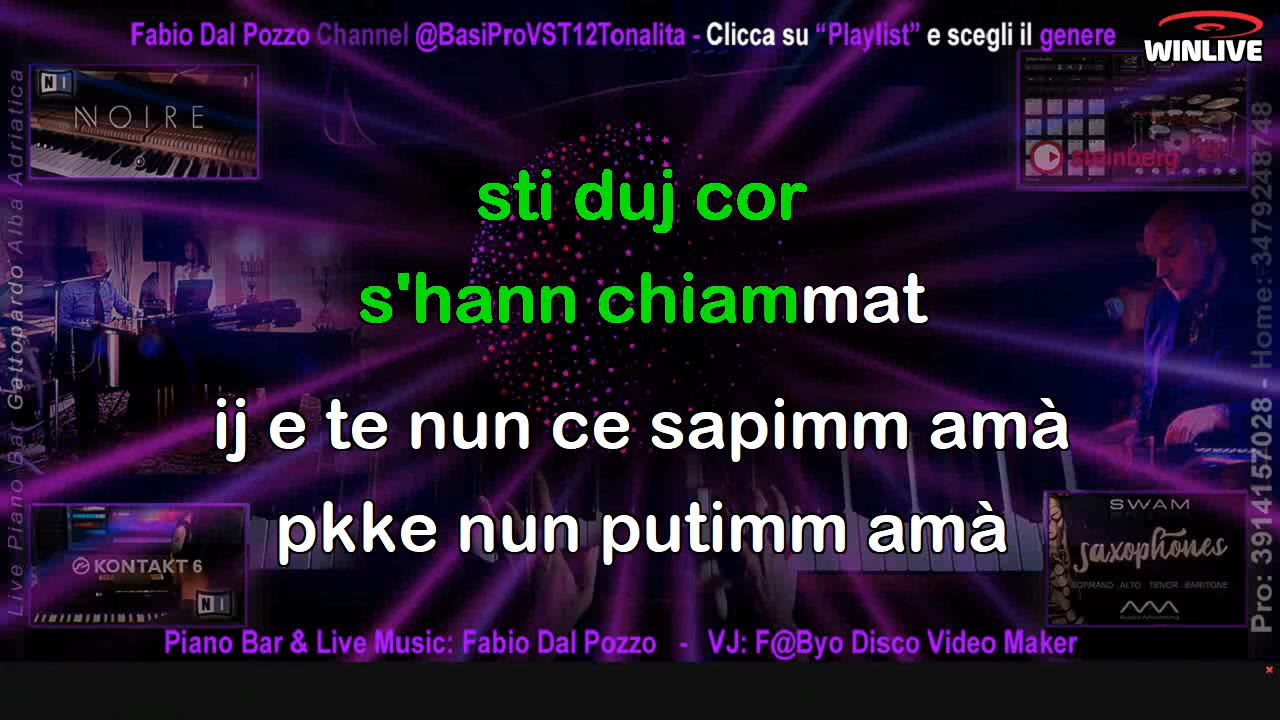 Fabio Dal Pozzo Channel @BasiProVST12Tonalita - Clicca su “Playlist” e scegli il genere
WINLIVE
NI
NOIRE
steinberg
Live Piano Bar Gattopardo Alba Adriatica
sti duj cor
s'hann chiammat
ij e te nun ce sapimm amà
pkke nun putimm amà
Pro: 3914157028 - Home: 3479248748
KONTAKT 6
NI
SWAM
saxophones
SOPRANO ALTO TENOR BARITONE
Piano Bar & Live Music: Fabio Dal Pozzo - VJ: F@Byo Disco Video Maker